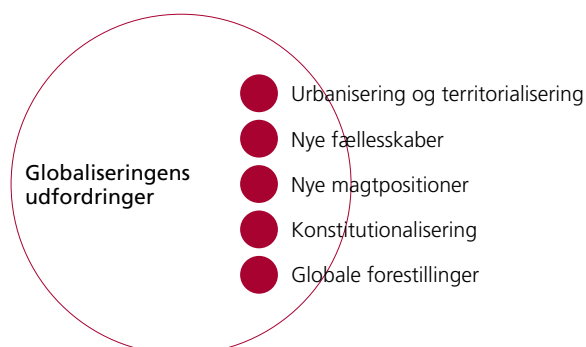 Urbanisering og territorialisering
Nye fællesskaber
Globaliseringens
udfordringer
Nye magtpositioner
Konstitutionalisering
Globale forestillinger